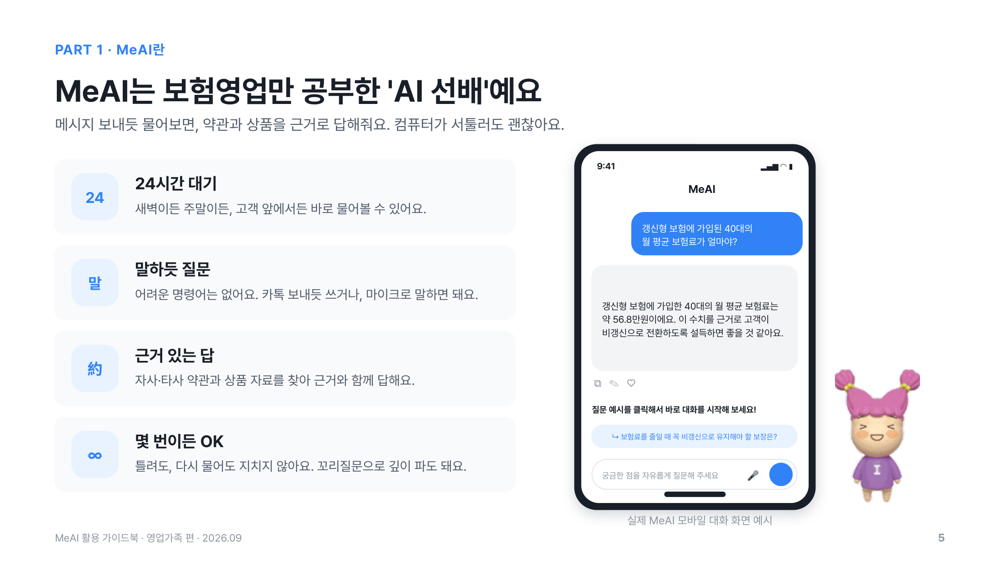 PART 1 · MeAI란
MeAI는 보험영업만 공부한 'AI 선배'예요
메시지 보내듯 물어보면, 약관과 상품을 근거로 답해줘요. 컴퓨터가 서툴러도 괜찮아요.
24
24시간 대기
새벽이든 주말이든, 고객 앞에서든 바로 물어볼 수 있어요.
말
말하듯 질문
어려운 명령어는 없어요. 카톡 보내듯 쓰거나, 마이크로 말하면 돼요.
約
근거 있는 답
자사·타사 약관과 상품 자료를 찾아 근거와 함께 답해요.
∞
몇 번이든 OK
틀려도, 다시 물어도 지치지 않아요. 꼬리질문으로 깊이 파도 돼요.
9:41
MeAI
갱신형 보험에 가입된 40대의
월 평균 보험료가 얼마야?
갱신형 보험에 가입한 40대의 월 평균 보험료는
약 56.8만원이에요. 이 수치를 근거로 고객이
비갱신으로 전환하도록 설득하면 좋을 것 같아요.
질문 예시를 클릭해서 바로 대화를 시작해 보세요!
↳ 보험료를 줄일 때 꼭 비갱신으로 유지해야 할 보장은?
궁금한 점을 자유롭게 질문해 주세요
I
실제 MeAI 모바일 대화 화면 예시
MeAI 활용 가이드북 · 영업가족 편 · 2026.09
5